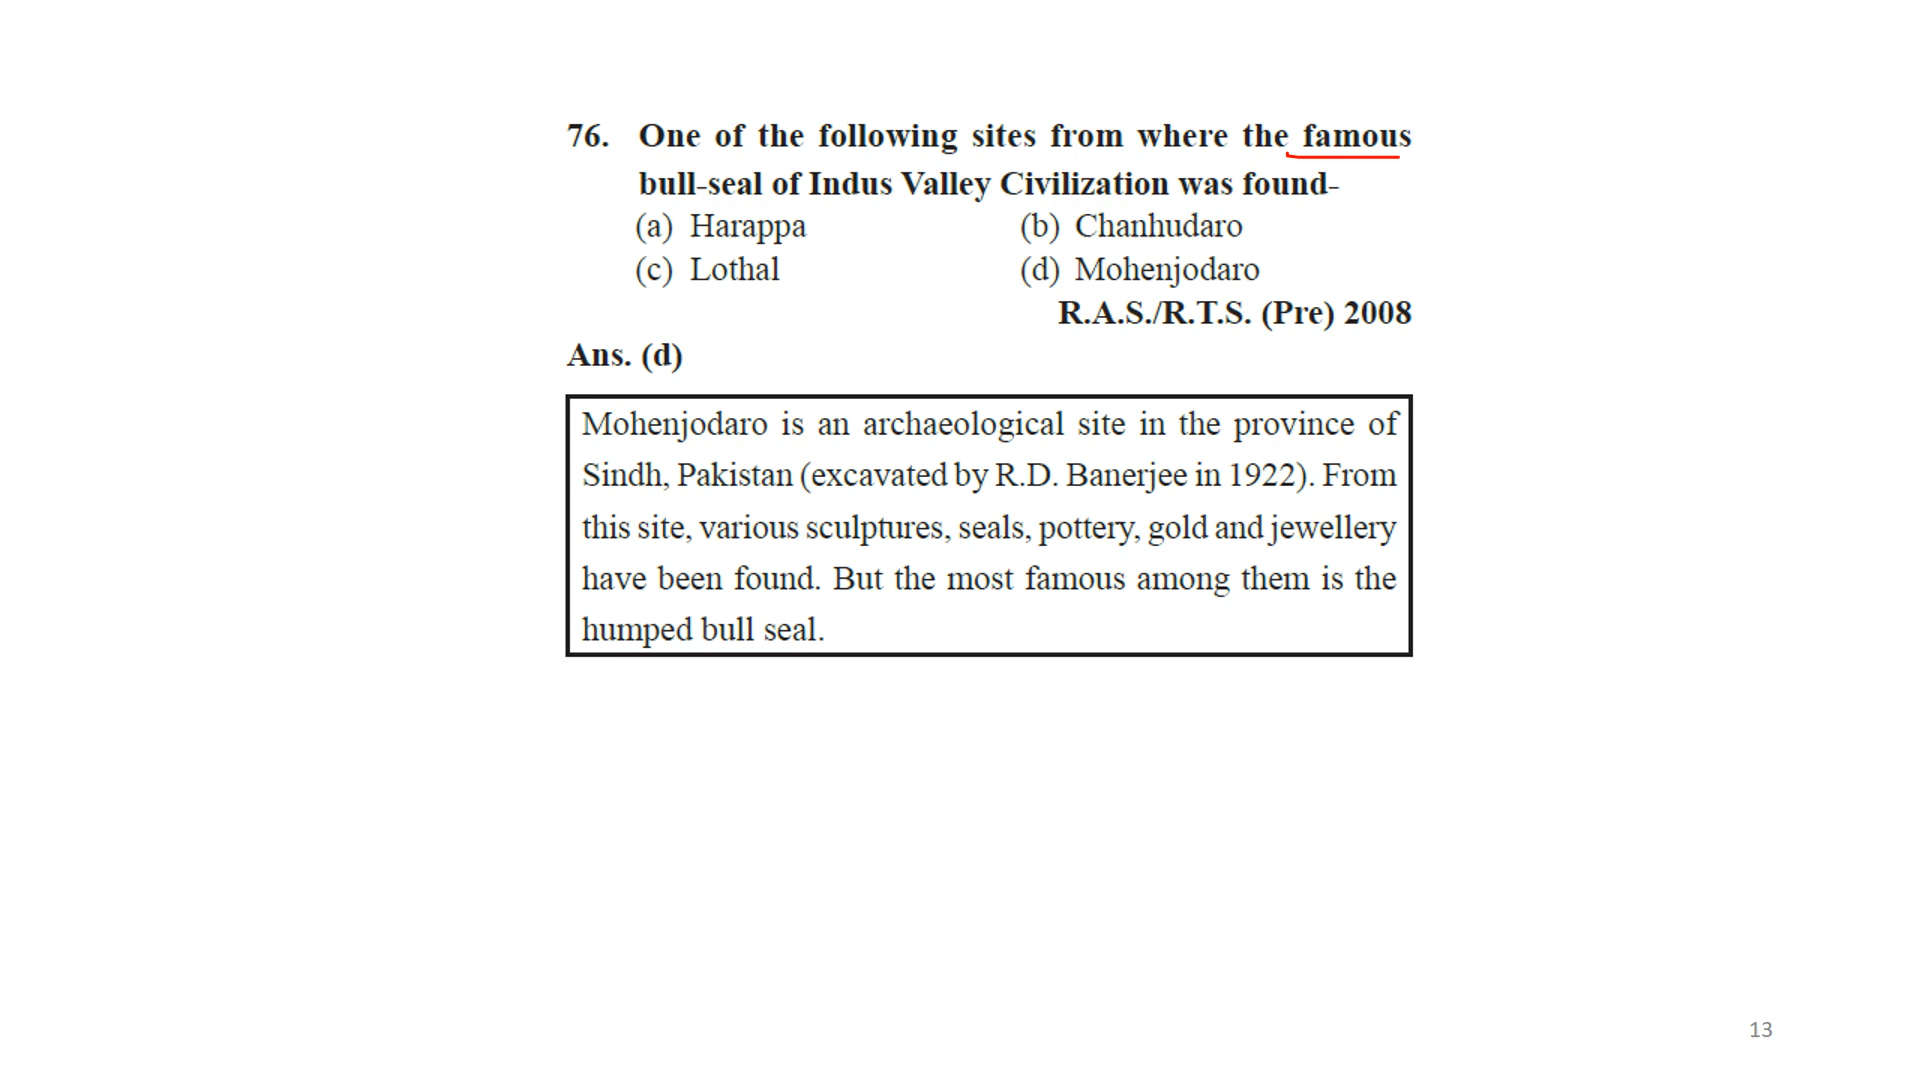 76. One of the following sites from where the famous
bull-seal of Indus Valley Civilization was found-
(a) Harappa (b) Chanhudaro
(c) Lothal (d) Mohenjodaro
R.A.S./R.T.S. (Pre) 2008
Ans. (d)
Mohenjodaro is an archaeological site in the province of
Sindh, Pakistan (excavated by R.D. Banerjee in 1922). From
this site, various sculptures, seals, pottery, gold and jewellery
have been found. But the most famous among them is the
humped bull seal.
13